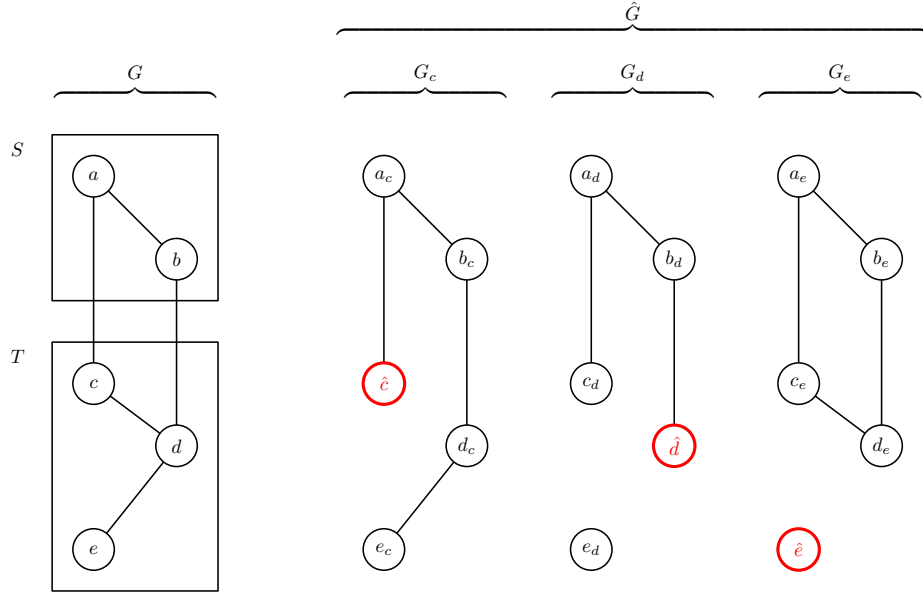 Ĝ
G G_c G_d G_e
S
a a_c a_d a_e
b b_c b_d b_e
T
c ĉ c_d c_e
d d_c d̂ d_e
e e_c e_d ê